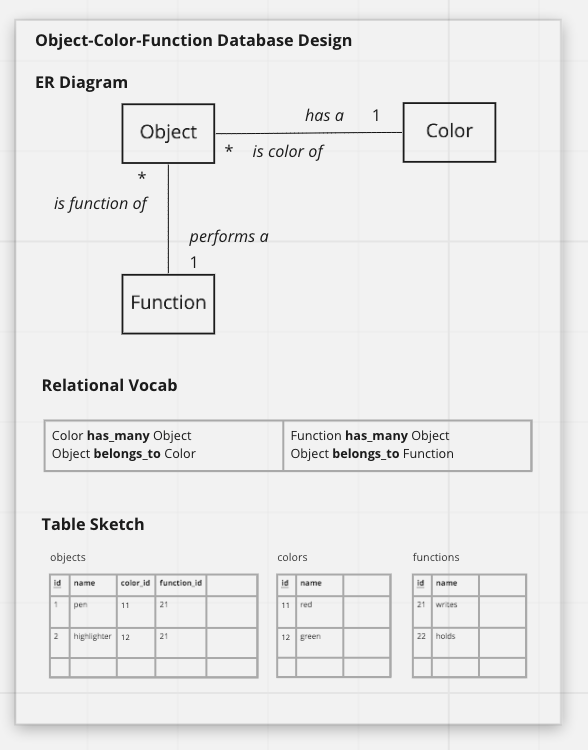 Object-Color-Function Database Design
ER Diagram
Object
has a 1
Color
* is color of
*
is function of
performs a
1
Function
Relational Vocab
Color has_many Object
Object belongs_to Color
Function has_many Object
Object belongs_to Function
Table Sketch
objects
id name color_id function_id
1 pen 11 21
2 highlighter 12 21
colors
id name
11 red
12 green
functions
id name
21 writes
22 holds